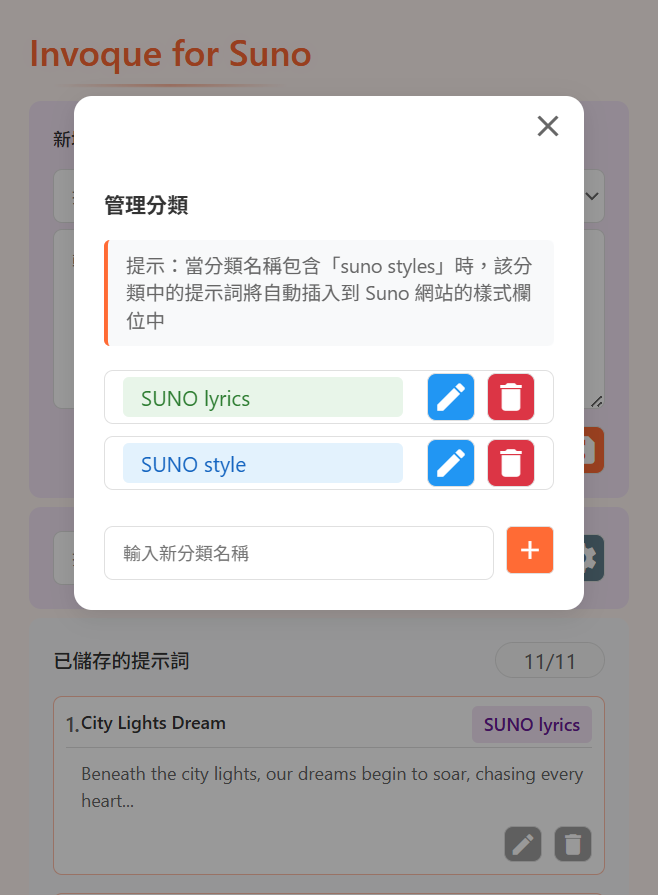 Invoque for Suno
管理分類
提示：當分類名稱包含「suno styles」時，該分
類中的提示詞將自動插入到 Suno 網站的樣式欄
位中
SUNO lyrics
SUNO style
輸入新分類名稱
已儲存的提示詞
11/11
1. City Lights Dream
SUNO lyrics
Beneath the city lights, our dreams begin to soar, chasing every
heart...